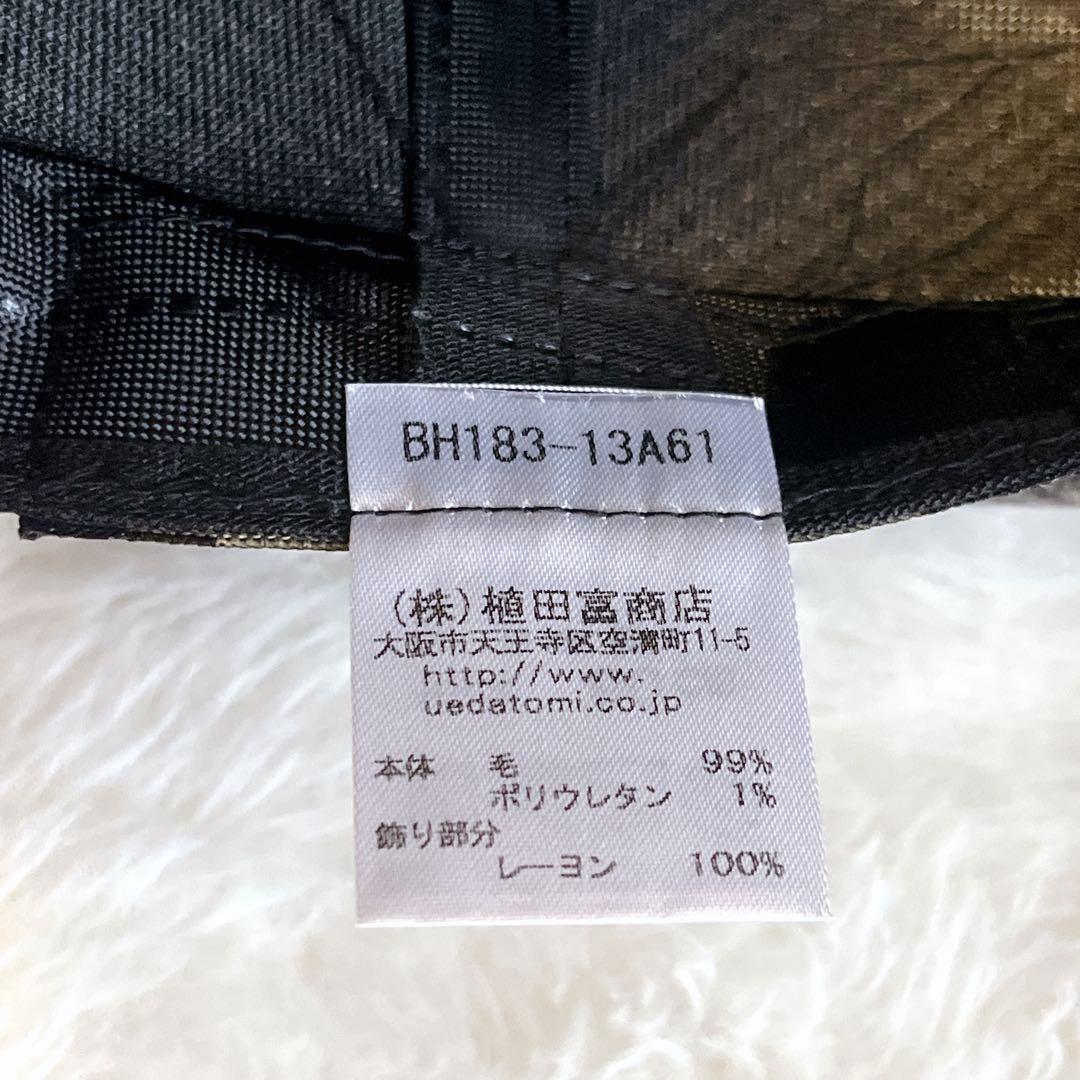 BH183-13A61
(株)植田富商店
大阪市天王寺区空清町11-5
http://www.
uedatomi.co.jp
本体 毛 99%
ポリウレタン 1%
飾り部分
レーヨン 100%